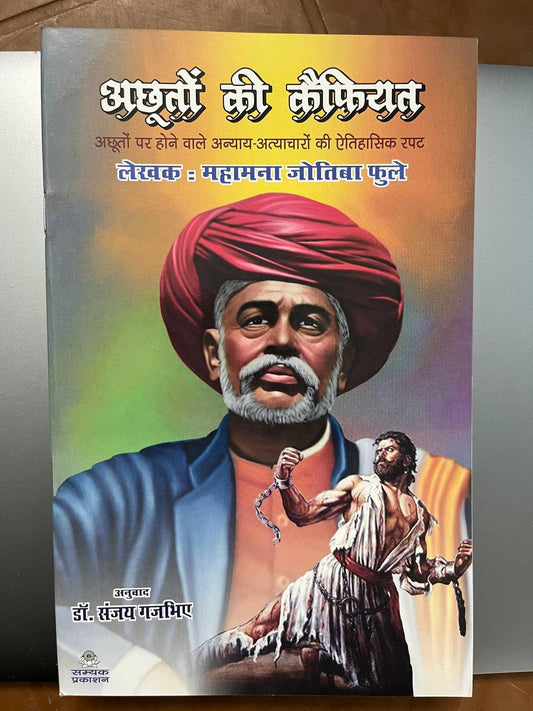 अछूतों की कैफियत
अछूतों पर होने वाले अन्याय-अत्याचारों की ऐतिहासिक रपट
लेखक : महामना जोतिबा फुले
अनुवाद
डॉ. संजय गजभिए
सम्यक
प्रकाशन